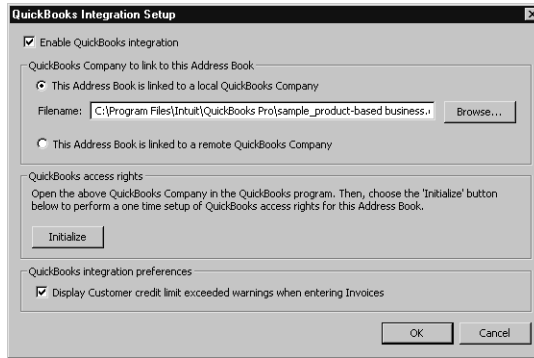 QuickBooks Integration Setup
Enable QuickBooks integration
QuickBooks Company to link to this Address Book
This Address Book is linked to a local QuickBooks Company
Filename: C:\Program Files\Intuit\QuickBooks Pro\sample_product-based business. Browse...
This Address Book is linked to a remote QuickBooks Company
QuickBooks access rights
Open the above QuickBooks Company in the QuickBooks program. Then, choose the 'Initialize' button
below to perform a one time setup of QuickBooks access rights for this Address Book.
Initialize
QuickBooks integration preferences
Display Customer credit limit exceeded warnings when entering Invoices
OK Cancel